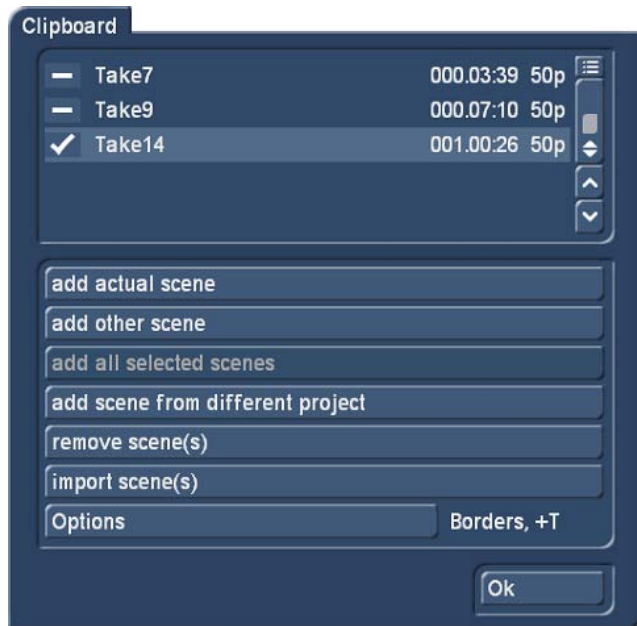 Clipboard
Take7 000.03:39 50p
Take9 000.07:10 50p
Take14 001.00:26 50p
add actual scene
add other scene
add all selected scenes
add scene from different project
remove scene(s)
import scene(s)
Options Borders, +T
Ok